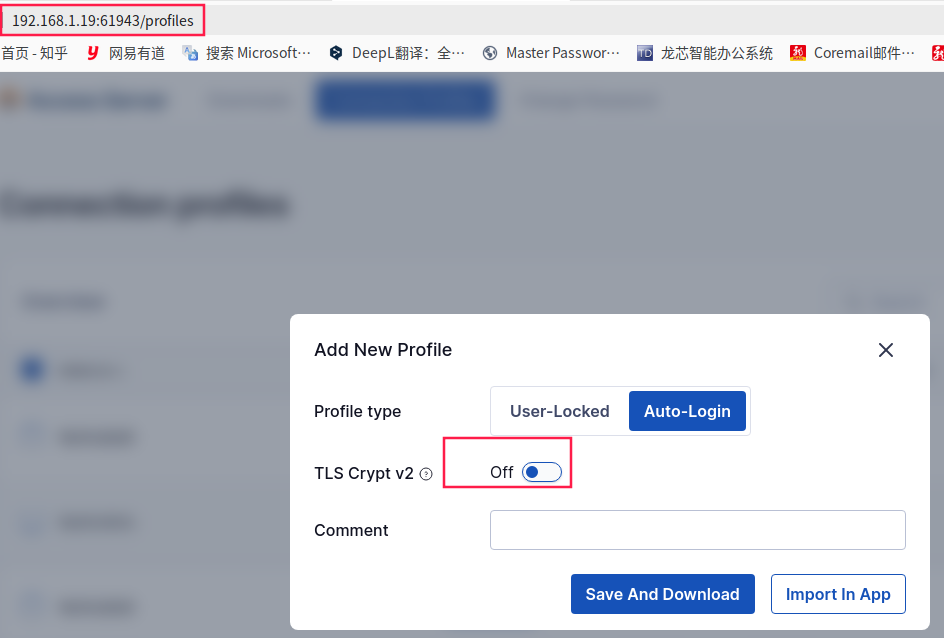 192.168.1.19:61943/profiles
首页 - 知乎 网易有道 搜索 Microsoft… DeepL翻译：全… Master Passwor… TD 龙芯智能办公系统 Coremail邮件…
Connection profiles
Add New Profile
Profile type User-Locked Auto-Login
TLS Crypt v2 ? Off
Comment
Save And Download Import In App